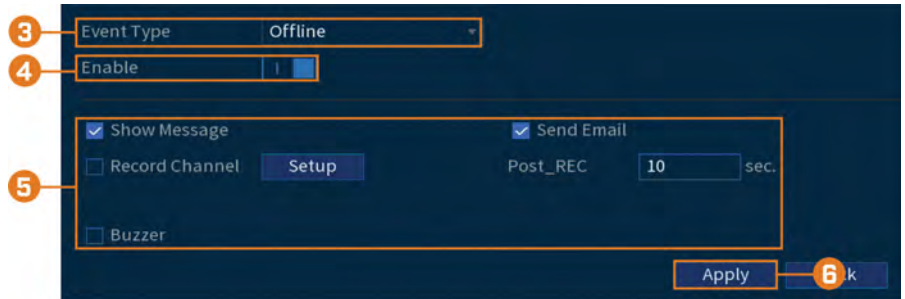 3 Event Type Offline
4 Enable
Show Message Send Email
5 Record Channel Setup Post_REC 10 sec.
Buzzer
Apply 6 k